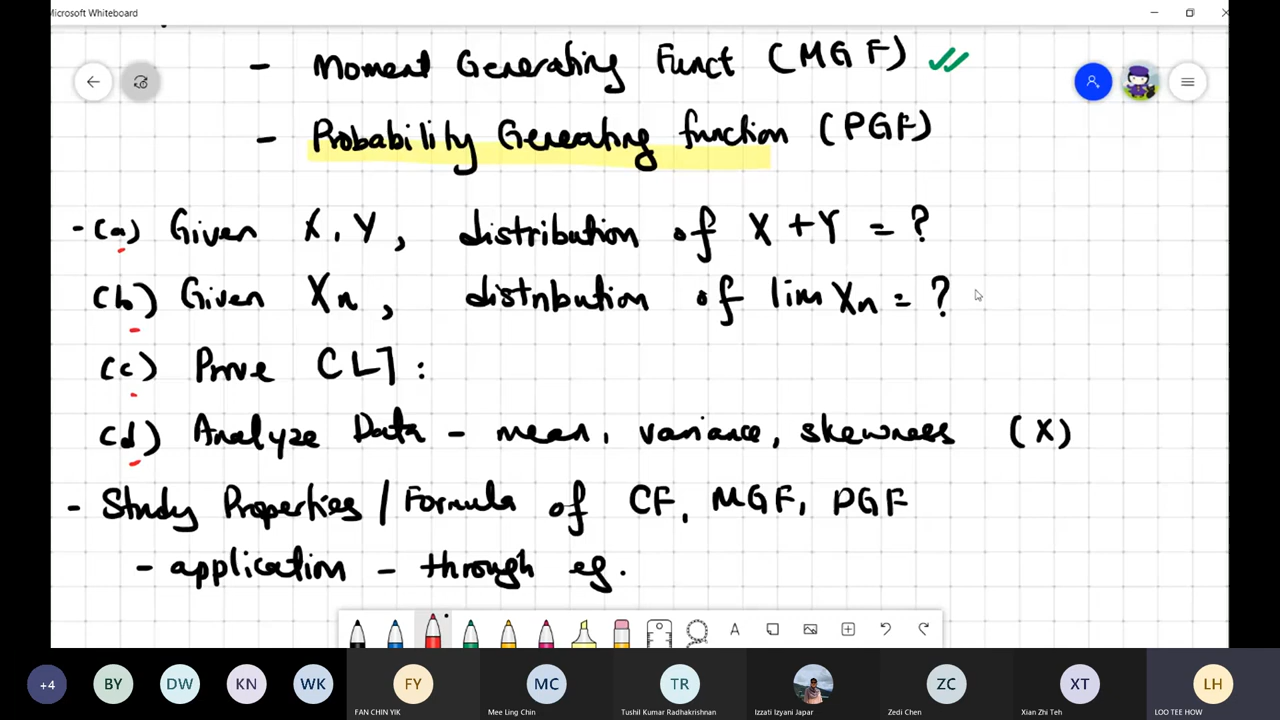 Microsoft Whiteboard
- Moment Generating Funct (MGF)
- Probability Generating function (PGF)
- (a) Given X, Y, distribution of X + Y = ?
(b) Given Xn, distribution of lim Xn = ?
(c) Prove CLT :
(d) Analyze Data - mean, variance, skewness (X)
- Study Properties / Formula of CF, MGF, PGF
- application - through eg.
A
+4 BY DW KN WK FY MC TR ZC XT LH
FAN CHIN YIK Mee Ling Chin Tushil Kumar Radhakrishnan Izzati Izyani Japar Zedi Chen Xian Zhi Teh LOO TEE HOW